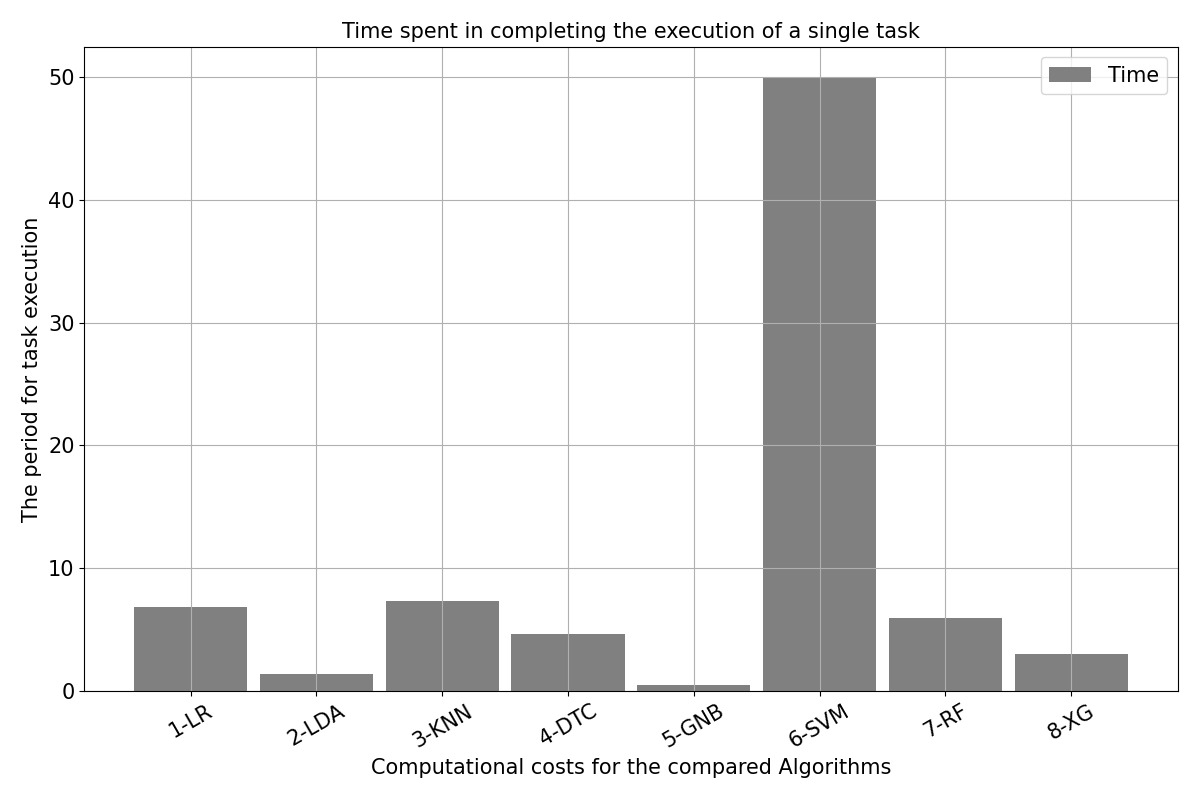 Time spent in completing the execution of a single task
Time
The period for task execution
50
40
30
20
10
0
1-LR
2-LDA
3-KNN
4-DTC
5-GNB
6-SVM
7-RF
8-XG
Computational costs for the compared Algorithms